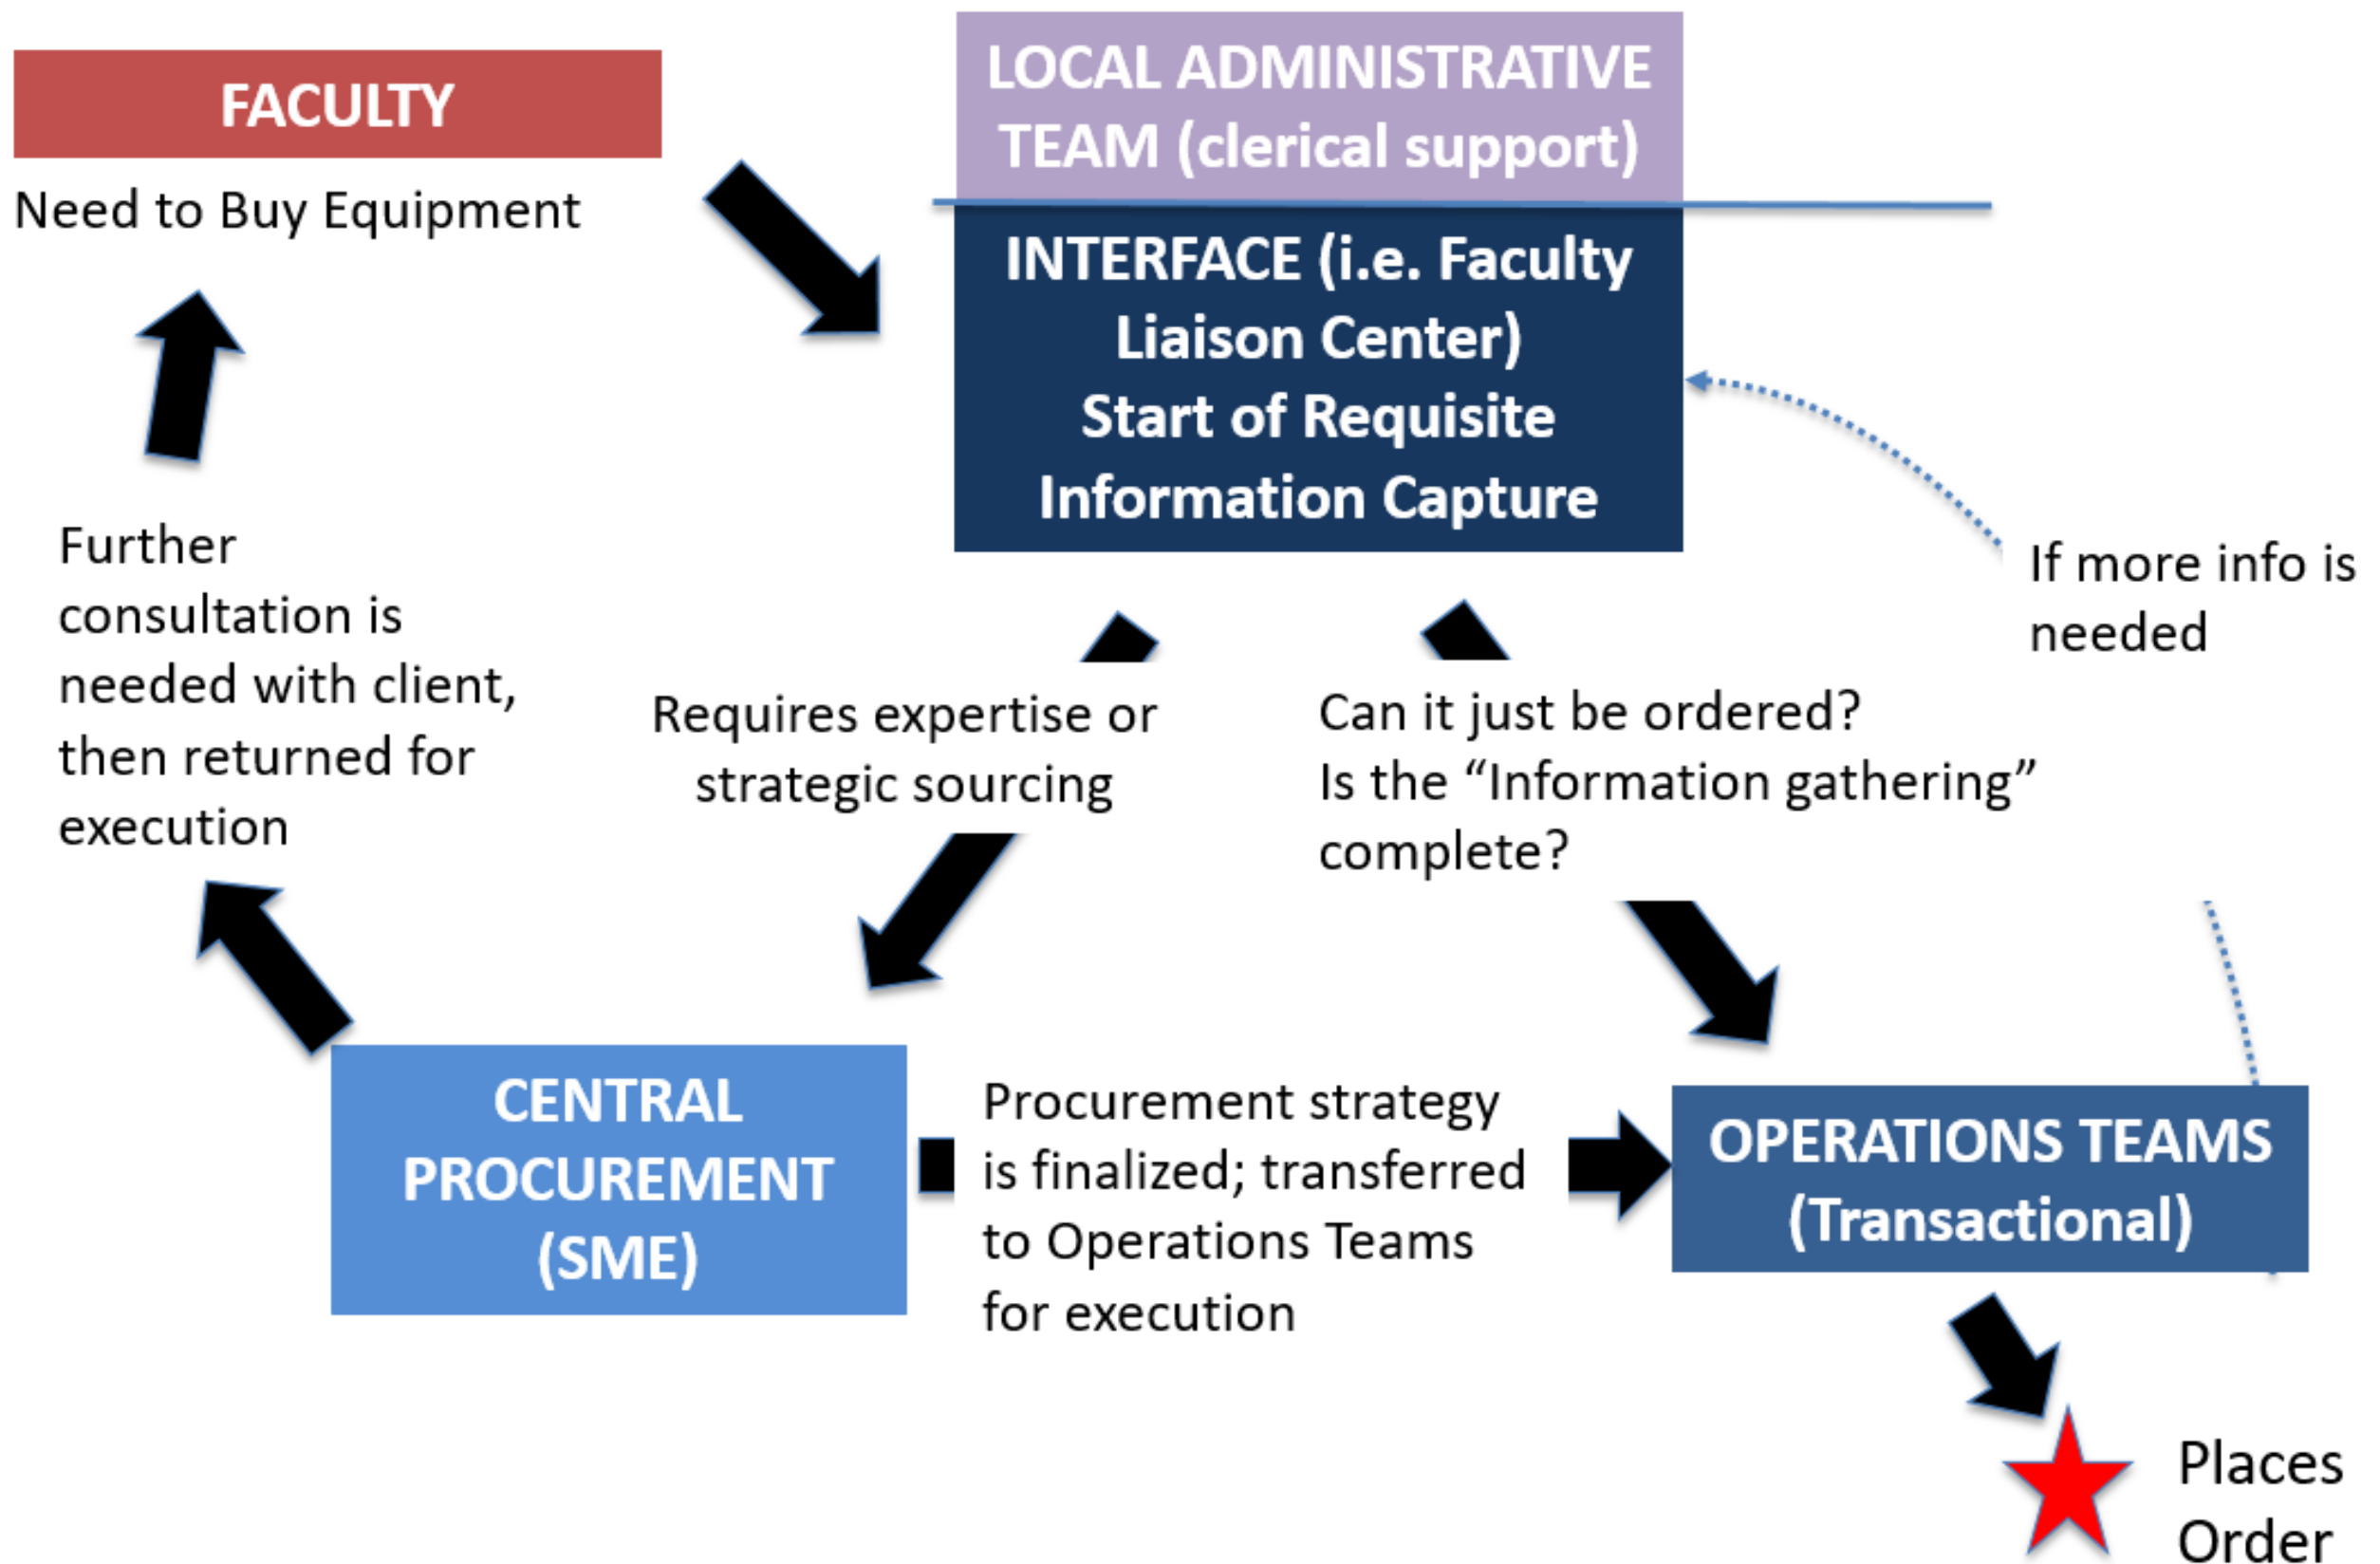 FACULTY
Need to Buy Equipment
LOCAL ADMINISTRATIVE
TEAM (clerical support)
INTERFACE (i.e. Faculty
Liaison Center)
Start of Requisite
Information Capture
If more info is
needed
Further
consultation is
needed with client,
then returned for
execution
Requires expertise or
strategic sourcing
Can it just be ordered?
Is the “Information gathering”
complete?
CENTRAL
PROCUREMENT
(SME)
Procurement strategy
is finalized; transferred
to Operations Teams
for execution
OPERATIONS TEAMS
(Transactional)
Places
Order